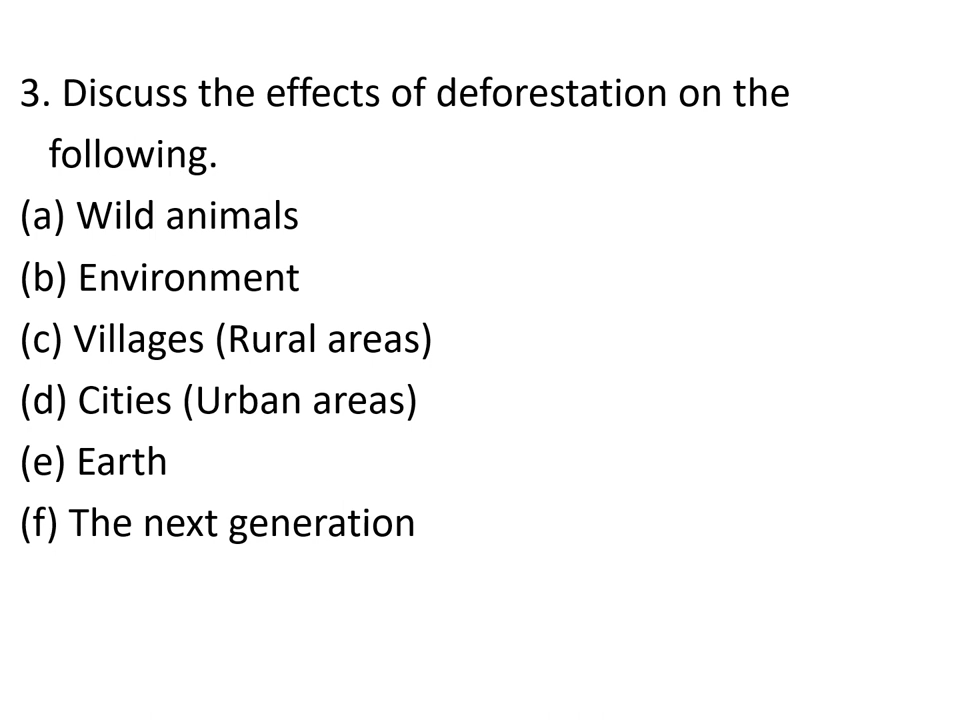 3. Discuss the effects of deforestation on the
following.
(a) Wild animals
(b) Environment
(c) Villages (Rural areas)
(d) Cities (Urban areas)
(e) Earth
(f) The next generation